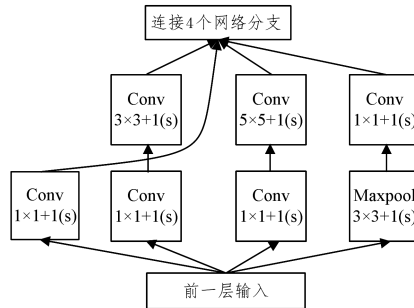 连接4个网络分支
Conv
3×3+1(s)
Conv
5×5+1(s)
Conv
1×1+1(s)
Conv
1×1+1(s)
Conv
1×1+1(s)
Conv
1×1+1(s)
Maxpool
3×3+1(s)
前一层输入